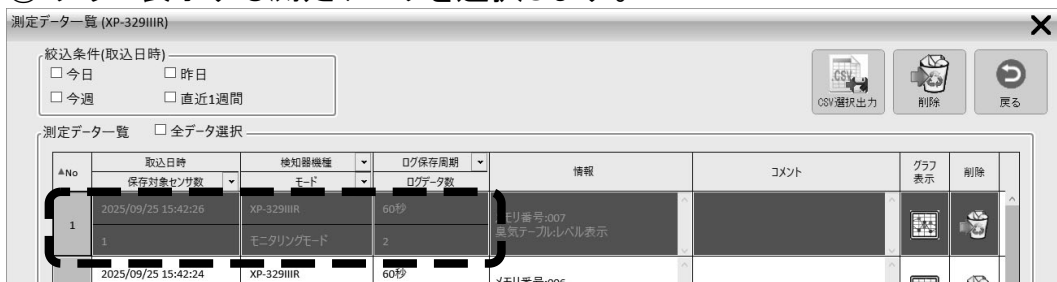 測定データ一覧 (XP-329IIIR)
絞込条件(取込日時)
今日
昨日
今週
直近1週間
CSV選択出力
削除
戻る
測定データ一覧
全データ選択
▲No
取込日時
検知器機種
ログ保存周期
情報
コメント
グラフ
表示
削除
保存対象センサ数
モード
ログデータ数
1
2025/09/25 15:42:26
XP-329IIIR
60秒
メモリ番号:007
臭気テーブル:レベル表示
1
モニタリングモード
2
2025/09/25 15:42:24
XP-329IIIR
60秒
メモリ番号:006